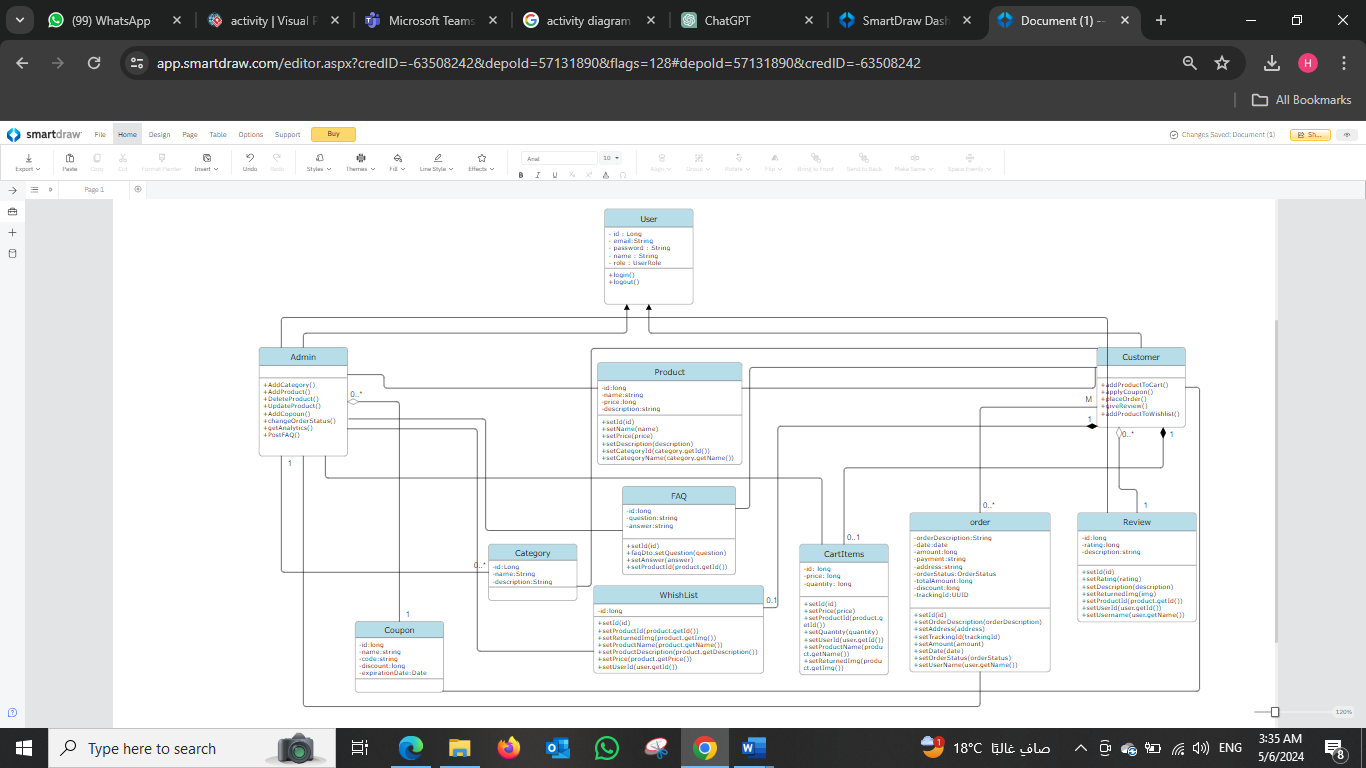 (99) WhatsApp
activity | Visual P
Microsoft Teams
activity diagram
ChatGPT
SmartDraw Dash
Document (1) --
app.smartdraw.com/editor.aspx?credID=-63508242&depoId=57131890&flags=128#depoId=57131890&credID=-63508242
H
All Bookmarks
smartdraw
File Home Design Page Table Options Support Buy
Changes Saved: Document (1)
Sh...
Export Paste Copy Cut Format Painter Insert Undo Redo Styles Themes Fill Line Style Effects
Arial 10
B I U
Align Group Rotate Flip Bring to Front Send to Back Make Same Space Evenly
Page 1
User
- id : Long
- email:String
- password : String
- name : String
- role : UserRole
+login()
+logout()
Admin
+AddCategory()
+AddProduct()
+DeleteProduct()
+UpdateProduct()
+AddCopoun()
+changeOrderStatus()
+getAnalytics()
+PostFAQ()
0..*
1
Product
-id:long
-name:string
-price:long
-description:string
+setId(id)
+setName(name)
+setPrice(price)
+setDescription(description)
+setCategoryId(category.getId())
+setCategoryName(category.getName())
Customer
+addProductToCart()
+applyCoupon()
+placeOrder()
+giveReview()
+addProductToWishlist()
M
1
0..*
1
FAQ
-id:long
-question:string
-answer:string
+setId(id)
+faqDto.setQuestion(question)
+setAnswer(answer)
+setProductId(product.getId())
Category
-id:Long
-name:String
-description:String
0..*
WhishList
-id:long
+setId(id)
+setProductId(product.getId())
+setReturnedImg(product.getImg())
+setProductName(product.getName())
+setProductDescription(product.getDescription())
+setPrice(product.getPrice())
+setUserId(user.getId())
0.1
Coupon
-id:long
-name:string
-code:string
-discount:long
-expirationDate:Date
1
0..1
CartItems
-id: long
-price: long
-quantity: long
+setId(id)
+setPrice(price)
+setProductId(product.g
etId())
+setQuantity(quantity)
+setUserId(user.getId())
+setProductName(produ
ct.getName())
+setReturnedImg(produ
ct.getImg())
0..*
order
-orderDescription:String
-date:date
-amount:long
-payment:string
-address:string
-orderStatus:OrderStatus
-totalAmount:long
-discount:long
-trackingId:UUID
+setId(id)
+setOrderDescription(orderDescription)
+setAddress(address)
+setTrackingId(trackingId)
+setAmount(amount)
+setDate(date)
+setOrderStatus(orderStatus)
+setUserName(user.getName())
1
Review
-id:long
-rating:long
-description:string
+setId(id)
+setRating(rating)
+setDescription(description)
+setReturnedImg(img)
+setProductId(product.getId())
+setUserId(user.getId())
+setUsername(user.getName())
120%
Type here to search
1
18°C صاف غالبًا
ENG
3:35 AM
5/6/2024
8